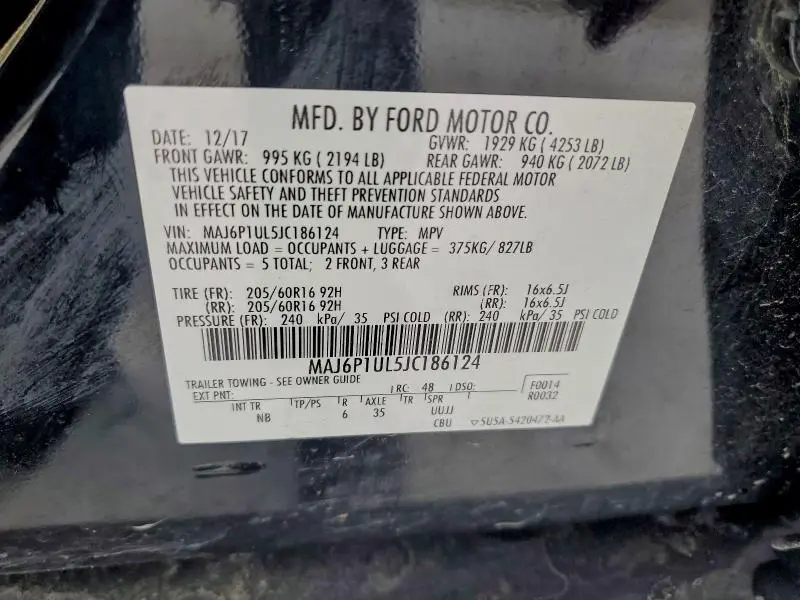 MFD. BY FORD MOTOR CO.
DATE: 12/17 GVWR: 1929 KG ( 4253 LB)
FRONT GAWR: 995 KG ( 2194 LB) REAR GAWR: 940 KG ( 2072 LB)
THIS VEHICLE CONFORMS TO ALL APPLICABLE FEDERAL MOTOR
VEHICLE SAFETY AND THEFT PREVENTION STANDARDS
IN EFFECT ON THE DATE OF MANUFACTURE SHOWN ABOVE.
VIN: MAJ6P1UL5JC186124 TYPE: MPV
MAXIMUM LOAD = OCCUPANTS + LUGGAGE = 375KG/ 827LB
OCCUPANTS = 5 TOTAL; 2 FRONT, 3 REAR
TIRE (FR): 205/60R16 92H RIMS (FR): 16x6.5J
(RR): 205/60R16 92H (RR): 16x6.5J
PRESSURE (FR): 240 kPa/ 35 PSI COLD (RR): 240 kPa/ 35 PSI COLD
MAJ6P1UL5JC186124
TRAILER TOWING - SEE OWNER GUIDE
EXT PNT: RC: 48 DSO: F0014
R0032
INT TR TP/PS R AXLE TR SPR
NB 6 35 UUJJ
CBU 5U5A-5420472-AA